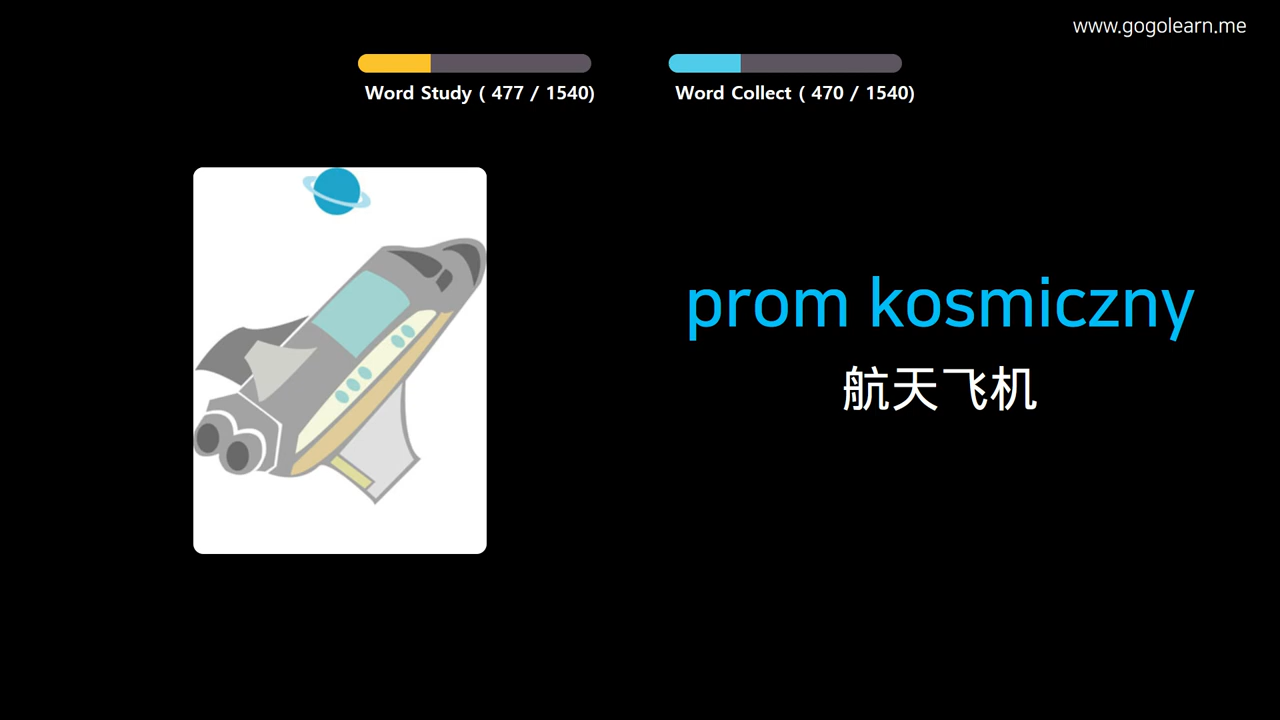 www.gogolearn.me
Word Study ( 477 / 1540)
Word Collect ( 470 / 1540)
prom kosmiczny
航天飞机